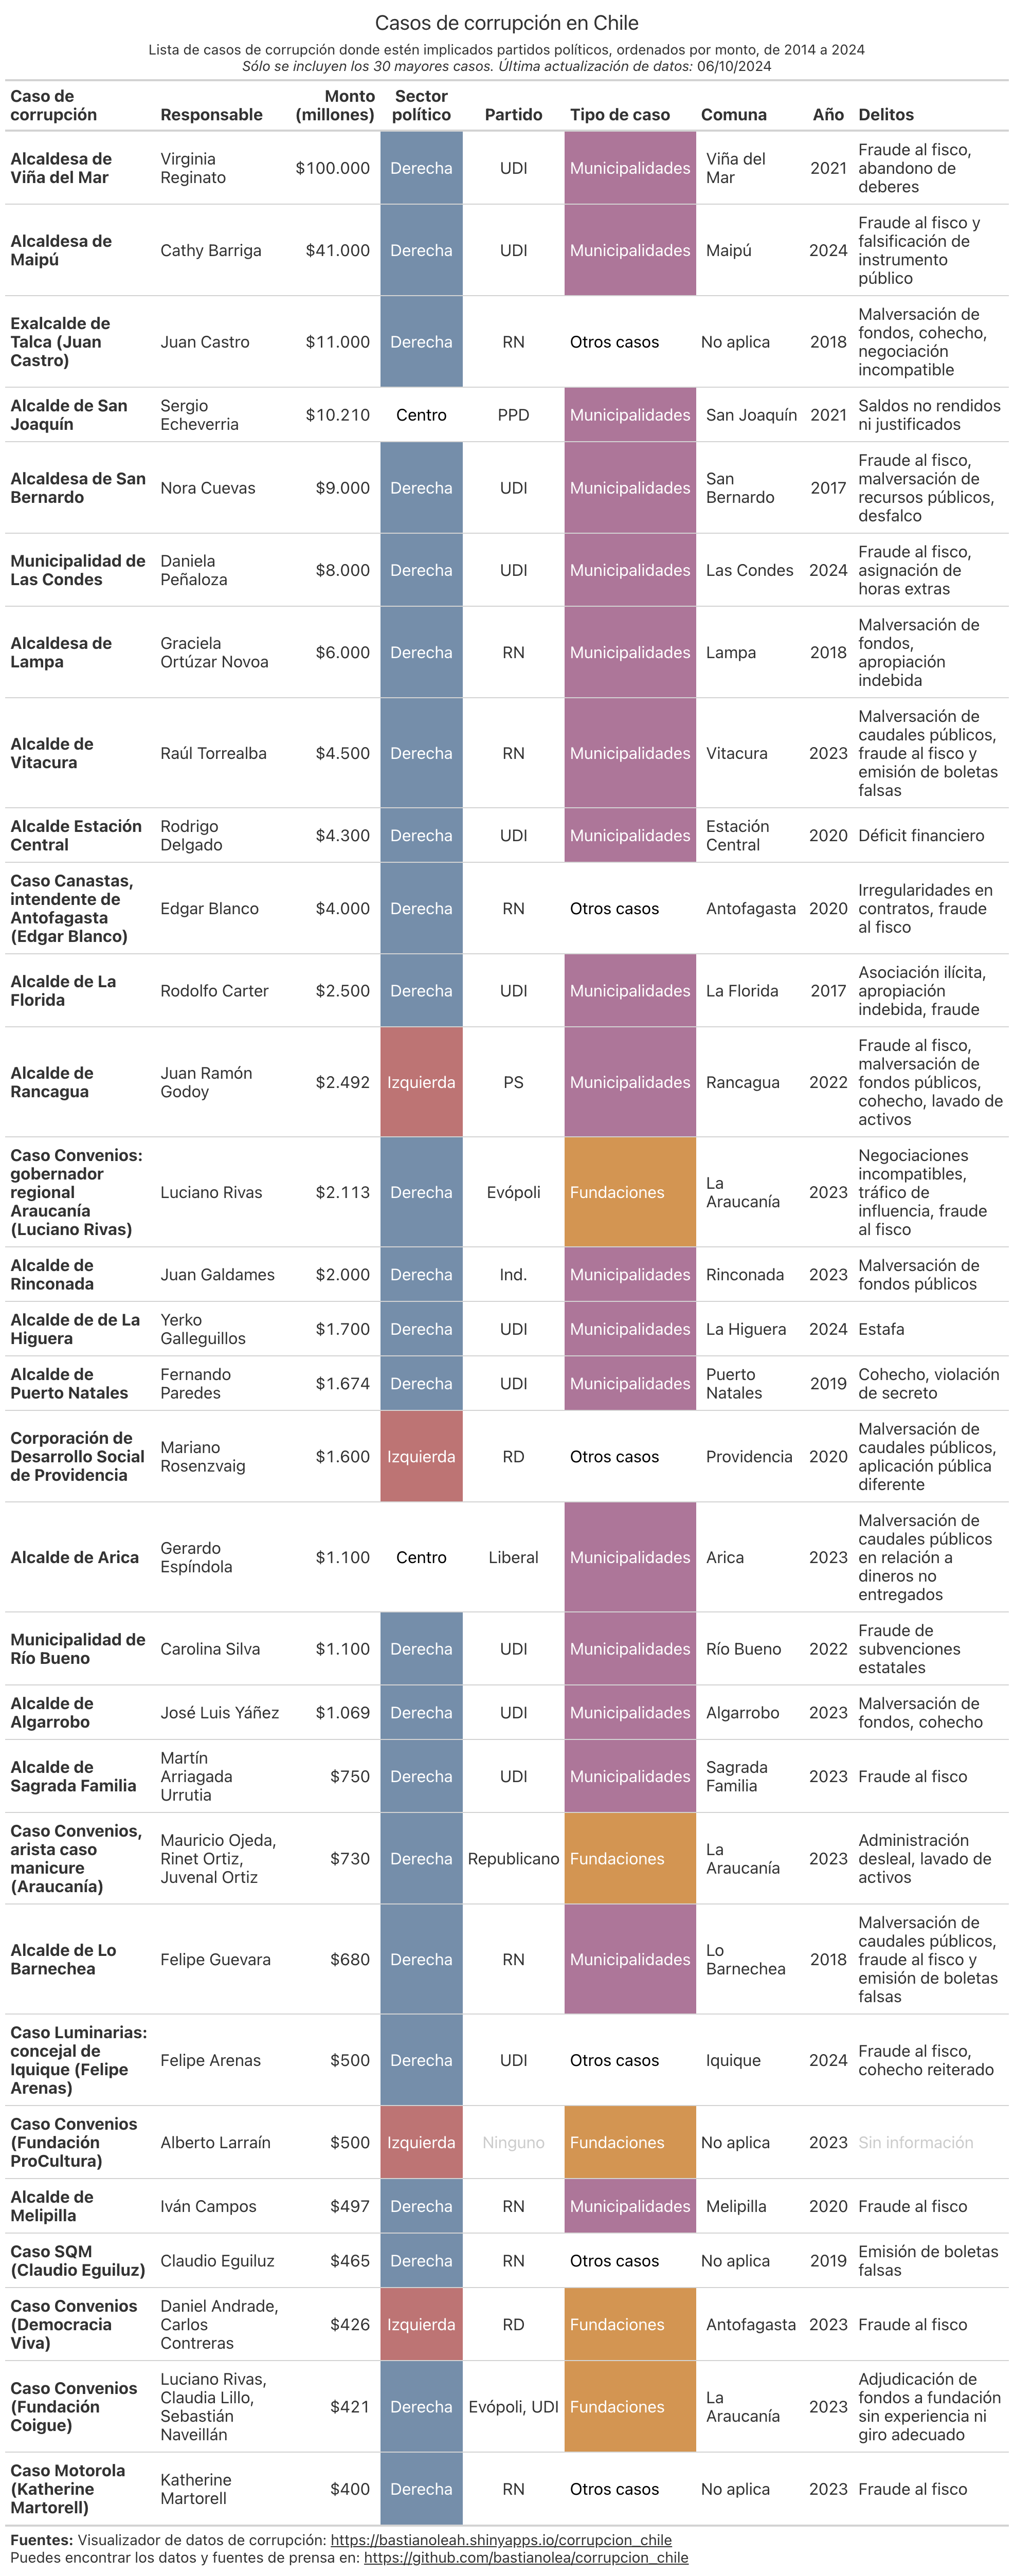 Casos de corrupción en Chile
Lista de casos de corrupción donde estén implicados partidos políticos, ordenados por monto, de 2014 a 2024
Sólo se incluyen los 30 mayores casos. Última actualización de datos: 06/10/2024
Caso de corrupción Responsable Monto (millones) Sector político Partido Tipo de caso Comuna Año Delitos
Alcaldesa de Viña del Mar Virginia Reginato $100.000 Derecha UDI Municipalidades Viña del Mar 2021 Fraude al fisco, abandono de deberes
Alcaldesa de Maipú Cathy Barriga $41.000 Derecha UDI Municipalidades Maipú 2024 Fraude al fisco y falsificación de instrumento público
Exalcalde de Talca (Juan Castro) Juan Castro $11.000 Derecha RN Otros casos No aplica 2018 Malversación de fondos, cohecho, negociación incompatible
Alcalde de San Joaquín Sergio Echeverria $10.210 Centro PPD Municipalidades San Joaquín 2021 Saldos no rendidos ni justificados
Alcaldesa de San Bernardo Nora Cuevas $9.000 Derecha UDI Municipalidades San Bernardo 2017 Fraude al fisco, malversación de recursos públicos, desfalco
Municipalidad de Las Condes Daniela Peñaloza $8.000 Derecha UDI Municipalidades Las Condes 2024 Fraude al fisco, asignación de horas extras
Alcaldesa de Lampa Graciela Ortúzar Novoa $6.000 Derecha RN Municipalidades Lampa 2018 Malversación de fondos, apropiación indebida
Alcalde de Vitacura Raúl Torrealba $4.500 Derecha RN Municipalidades Vitacura 2023 Malversación de caudales públicos, fraude al fisco y emisión de boletas falsas
Alcalde Estación Central Rodrigo Delgado $4.300 Derecha UDI Municipalidades Estación Central 2020 Déficit financiero
Caso Canastas, intendente de Antofagasta (Edgar Blanco) Edgar Blanco $4.000 Derecha RN Otros casos Antofagasta 2020 Irregularidades en contratos, fraude al fisco
Alcalde de La Florida Rodolfo Carter $2.500 Derecha UDI Municipalidades La Florida 2017 Asociación ilícita, apropiación indebida, fraude
Alcalde de Rancagua Juan Ramón Godoy $2.492 Izquierda PS Municipalidades Rancagua 2022 Fraude al fisco, malversación de fondos públicos, cohecho, lavado de activos
Caso Convenios: gobernador regional Araucanía (Luciano Rivas) Luciano Rivas $2.113 Derecha Evópoli Fundaciones La Araucanía 2023 Negociaciones incompatibles, tráfico de influencia, fraude al fisco
Alcalde de Rinconada Juan Galdames $2.000 Derecha Ind. Municipalidades Rinconada 2023 Malversación de fondos públicos
Alcalde de de La Higuera Yerko Galleguillos $1.700 Derecha UDI Municipalidades La Higuera 2024 Estafa
Alcalde de Puerto Natales Fernando Paredes $1.674 Derecha UDI Municipalidades Puerto Natales 2019 Cohecho, violación de secreto
Corporación de Desarrollo Social de Providencia Mariano Rosenzvaig $1.600 Izquierda RD Otros casos Providencia 2020 Malversación de caudales públicos, aplicación pública diferente
Alcalde de Arica Gerardo Espíndola $1.100 Centro Liberal Municipalidades Arica 2023 Malversación de caudales públicos en relación a dineros no entregados
Municipalidad de Río Bueno Carolina Silva $1.100 Derecha UDI Municipalidades Río Bueno 2022 Fraude de subvenciones estatales
Alcalde de Algarrobo José Luis Yáñez $1.069 Derecha UDI Municipalidades Algarrobo 2023 Malversación de fondos, cohecho
Alcalde de Sagrada Familia Martín Arriagada Urrutia $750 Derecha UDI Municipalidades Sagrada Familia 2023 Fraude al fisco
Caso Convenios, arista caso manicure (Araucanía) Mauricio Ojeda, Rinet Ortiz, Juvenal Ortiz $730 Derecha Republicano Fundaciones La Araucanía 2023 Administración desleal, lavado de activos
Alcalde de Lo Barnechea Felipe Guevara $680 Derecha RN Municipalidades Lo Barnechea 2018 Malversación de caudales públicos, fraude al fisco y emisión de boletas falsas
Caso Luminarias: concejal de Iquique (Felipe Arenas) Felipe Arenas $500 Derecha UDI Otros casos Iquique 2024 Fraude al fisco, cohecho reiterado
Caso Convenios (Fundación ProCultura) Alberto Larraín $500 Izquierda Ninguno Fundaciones No aplica 2023 Sin información
Alcalde de Melipilla Iván Campos $497 Derecha RN Municipalidades Melipilla 2020 Fraude al fisco
Caso SQM (Claudio Eguiluz) Claudio Eguiluz $465 Derecha RN Otros casos No aplica 2019 Emisión de boletas falsas
Caso Convenios (Democracia Viva) Daniel Andrade, Carlos Contreras $426 Izquierda RD Fundaciones Antofagasta 2023 Fraude al fisco
Caso Convenios (Fundación Coigue) Luciano Rivas, Claudia Lillo, Sebastián Naveillán $421 Derecha Evópoli, UDI Fundaciones La Araucanía 2023 Adjudicación de fondos a fundación sin experiencia ni giro adecuado
Caso Motorola (Katherine Martorell) Katherine Martorell $400 Derecha RN Otros casos No aplica 2023 Fraude al fisco
Fuentes: Visualizador de datos de corrupción: https://bastianoleah.shinyapps.io/corrupcion_chile
Puedes encontrar los datos y fuentes de prensa en: https://github.com/bastianolea/corrupcion_chile